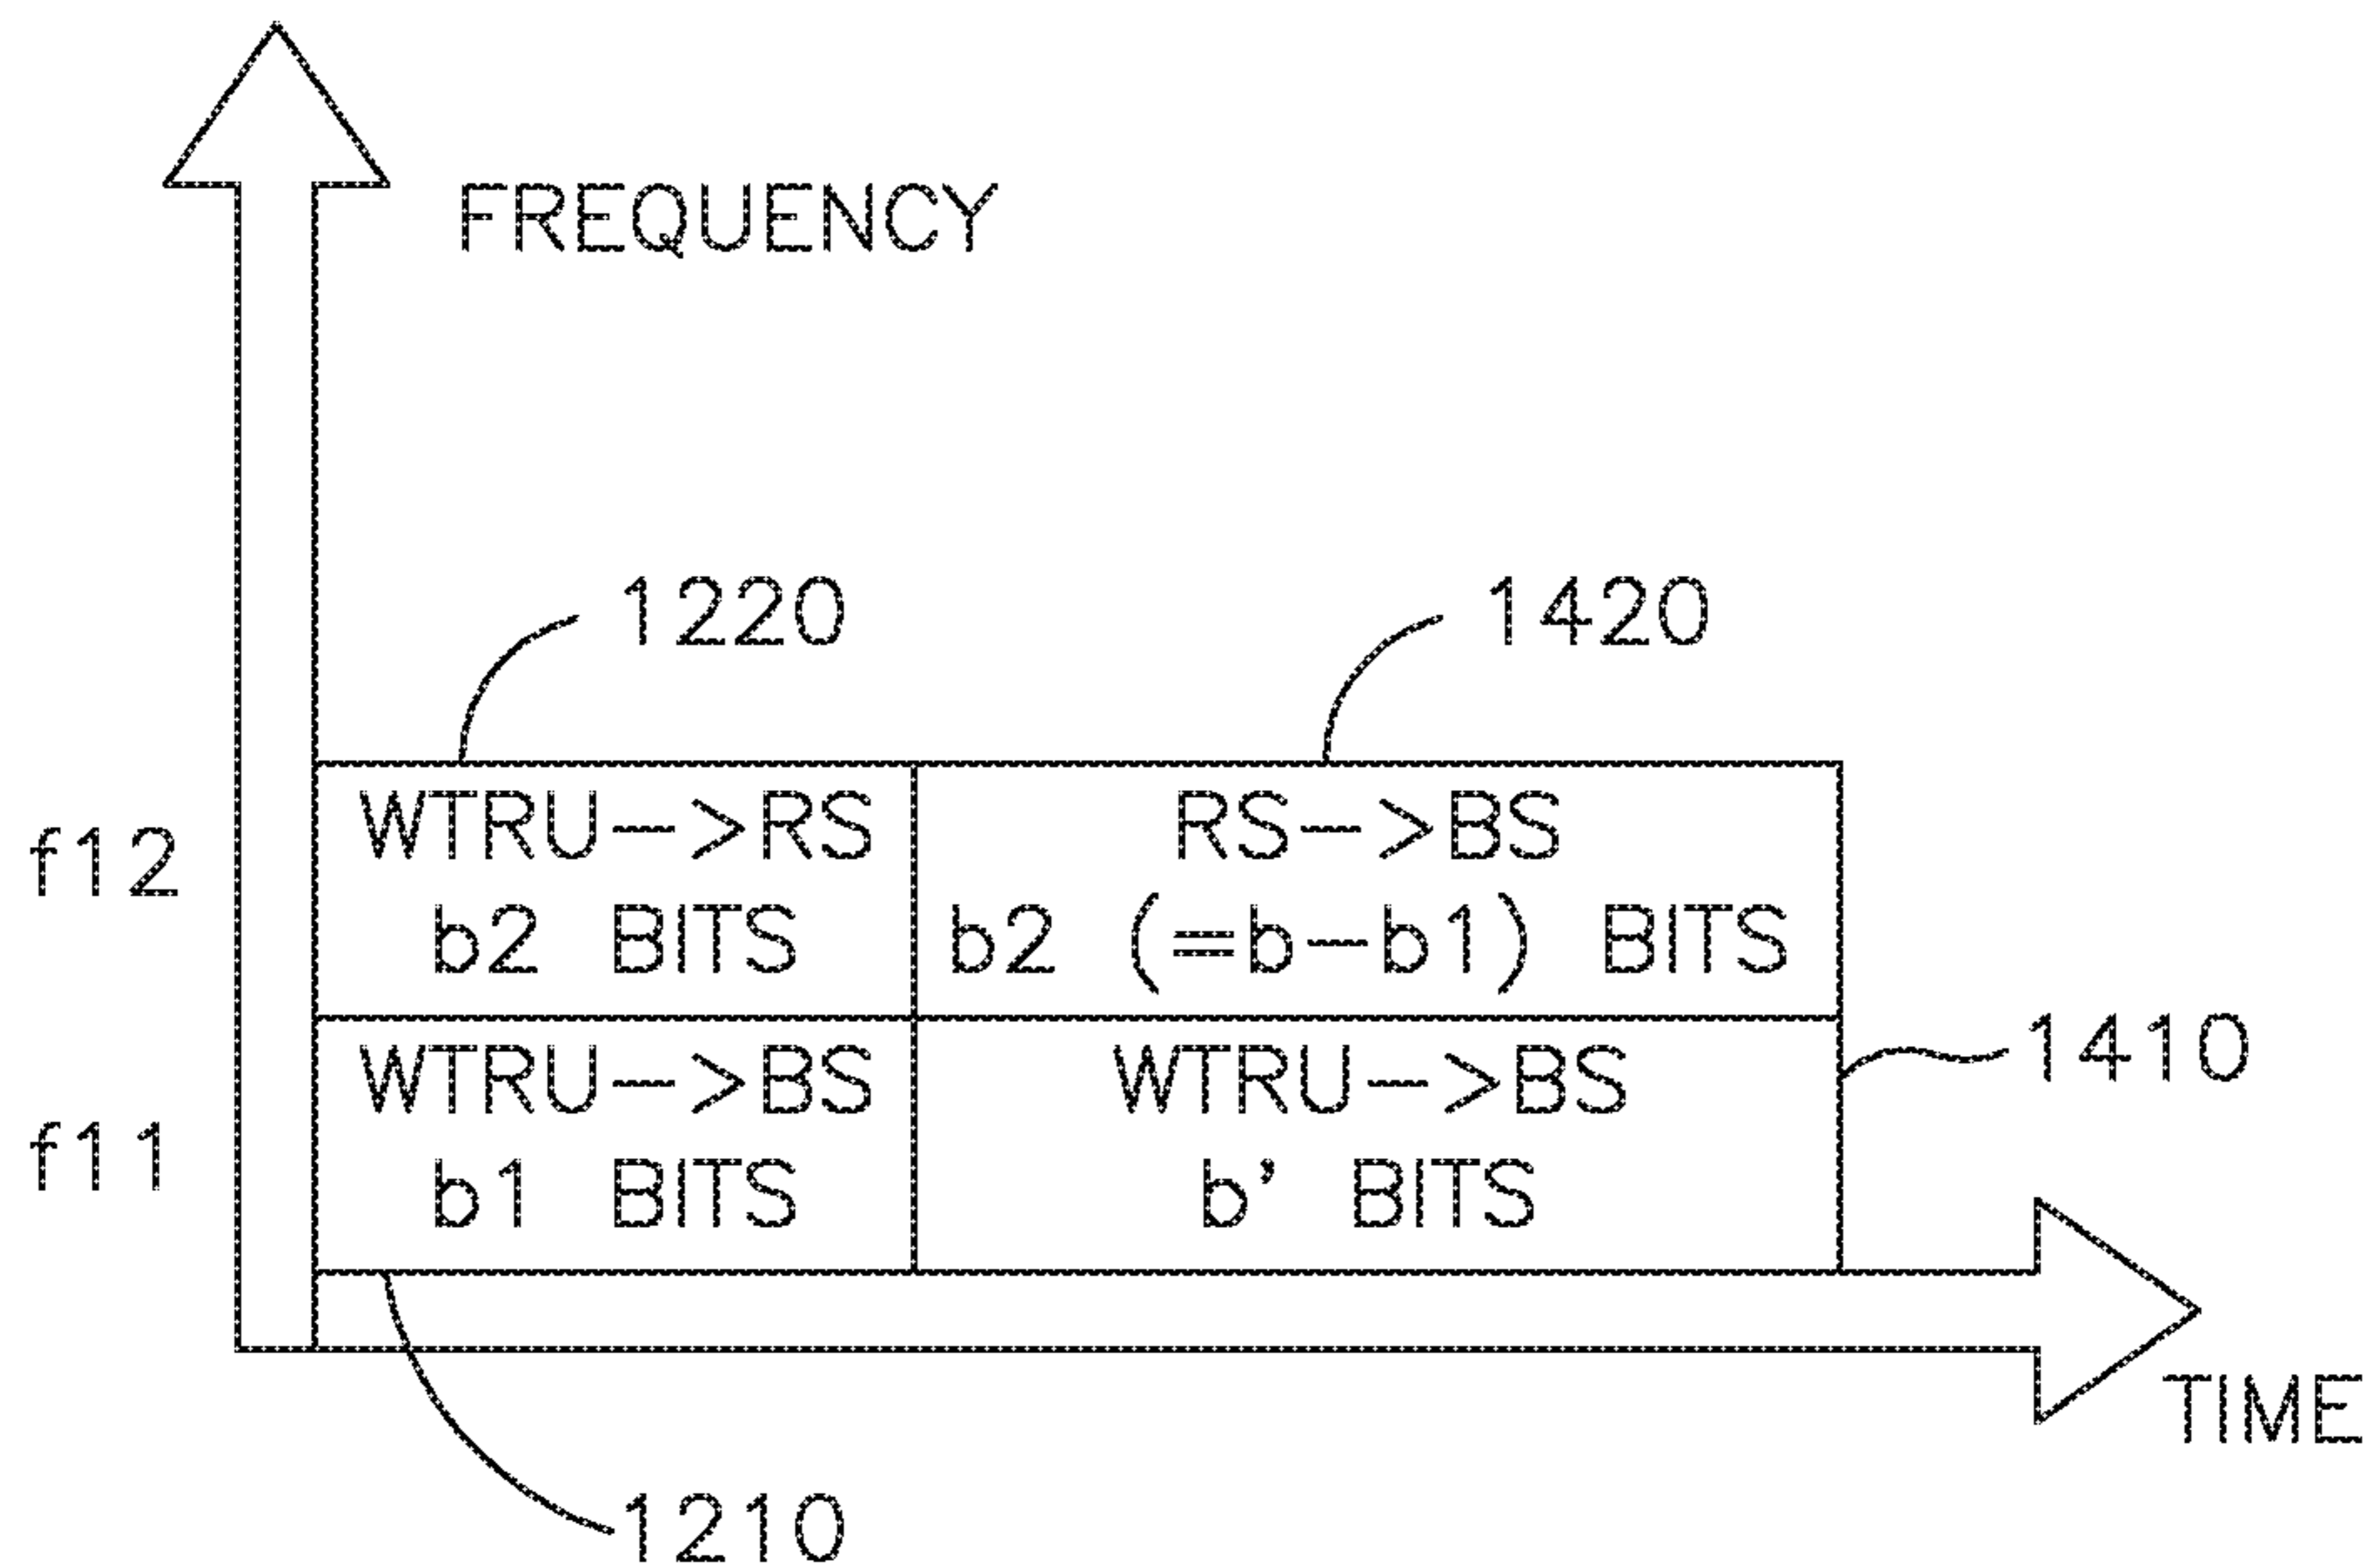 FREQUENCY
1220
1420
f12
WTRU->RS
b2 BITS
RS->BS
b2 (=b-b1) BITS
f11
WTRU->BS
b1 BITS
WTRU->BS
b' BITS
1410
TIME
1210